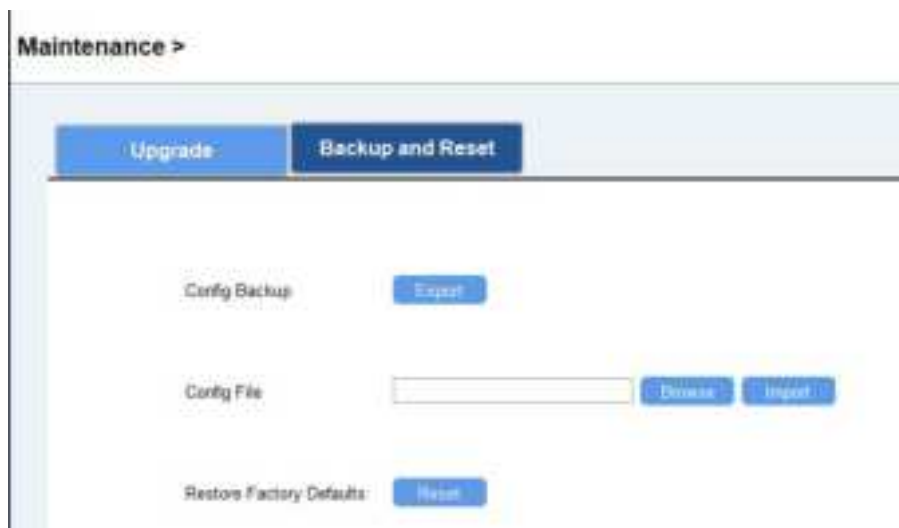 Maintenance >
Upgrade
Backup and Reset
Config Backup
Export
Config File
Browse
Import
Restore Factory Defaults
Reset